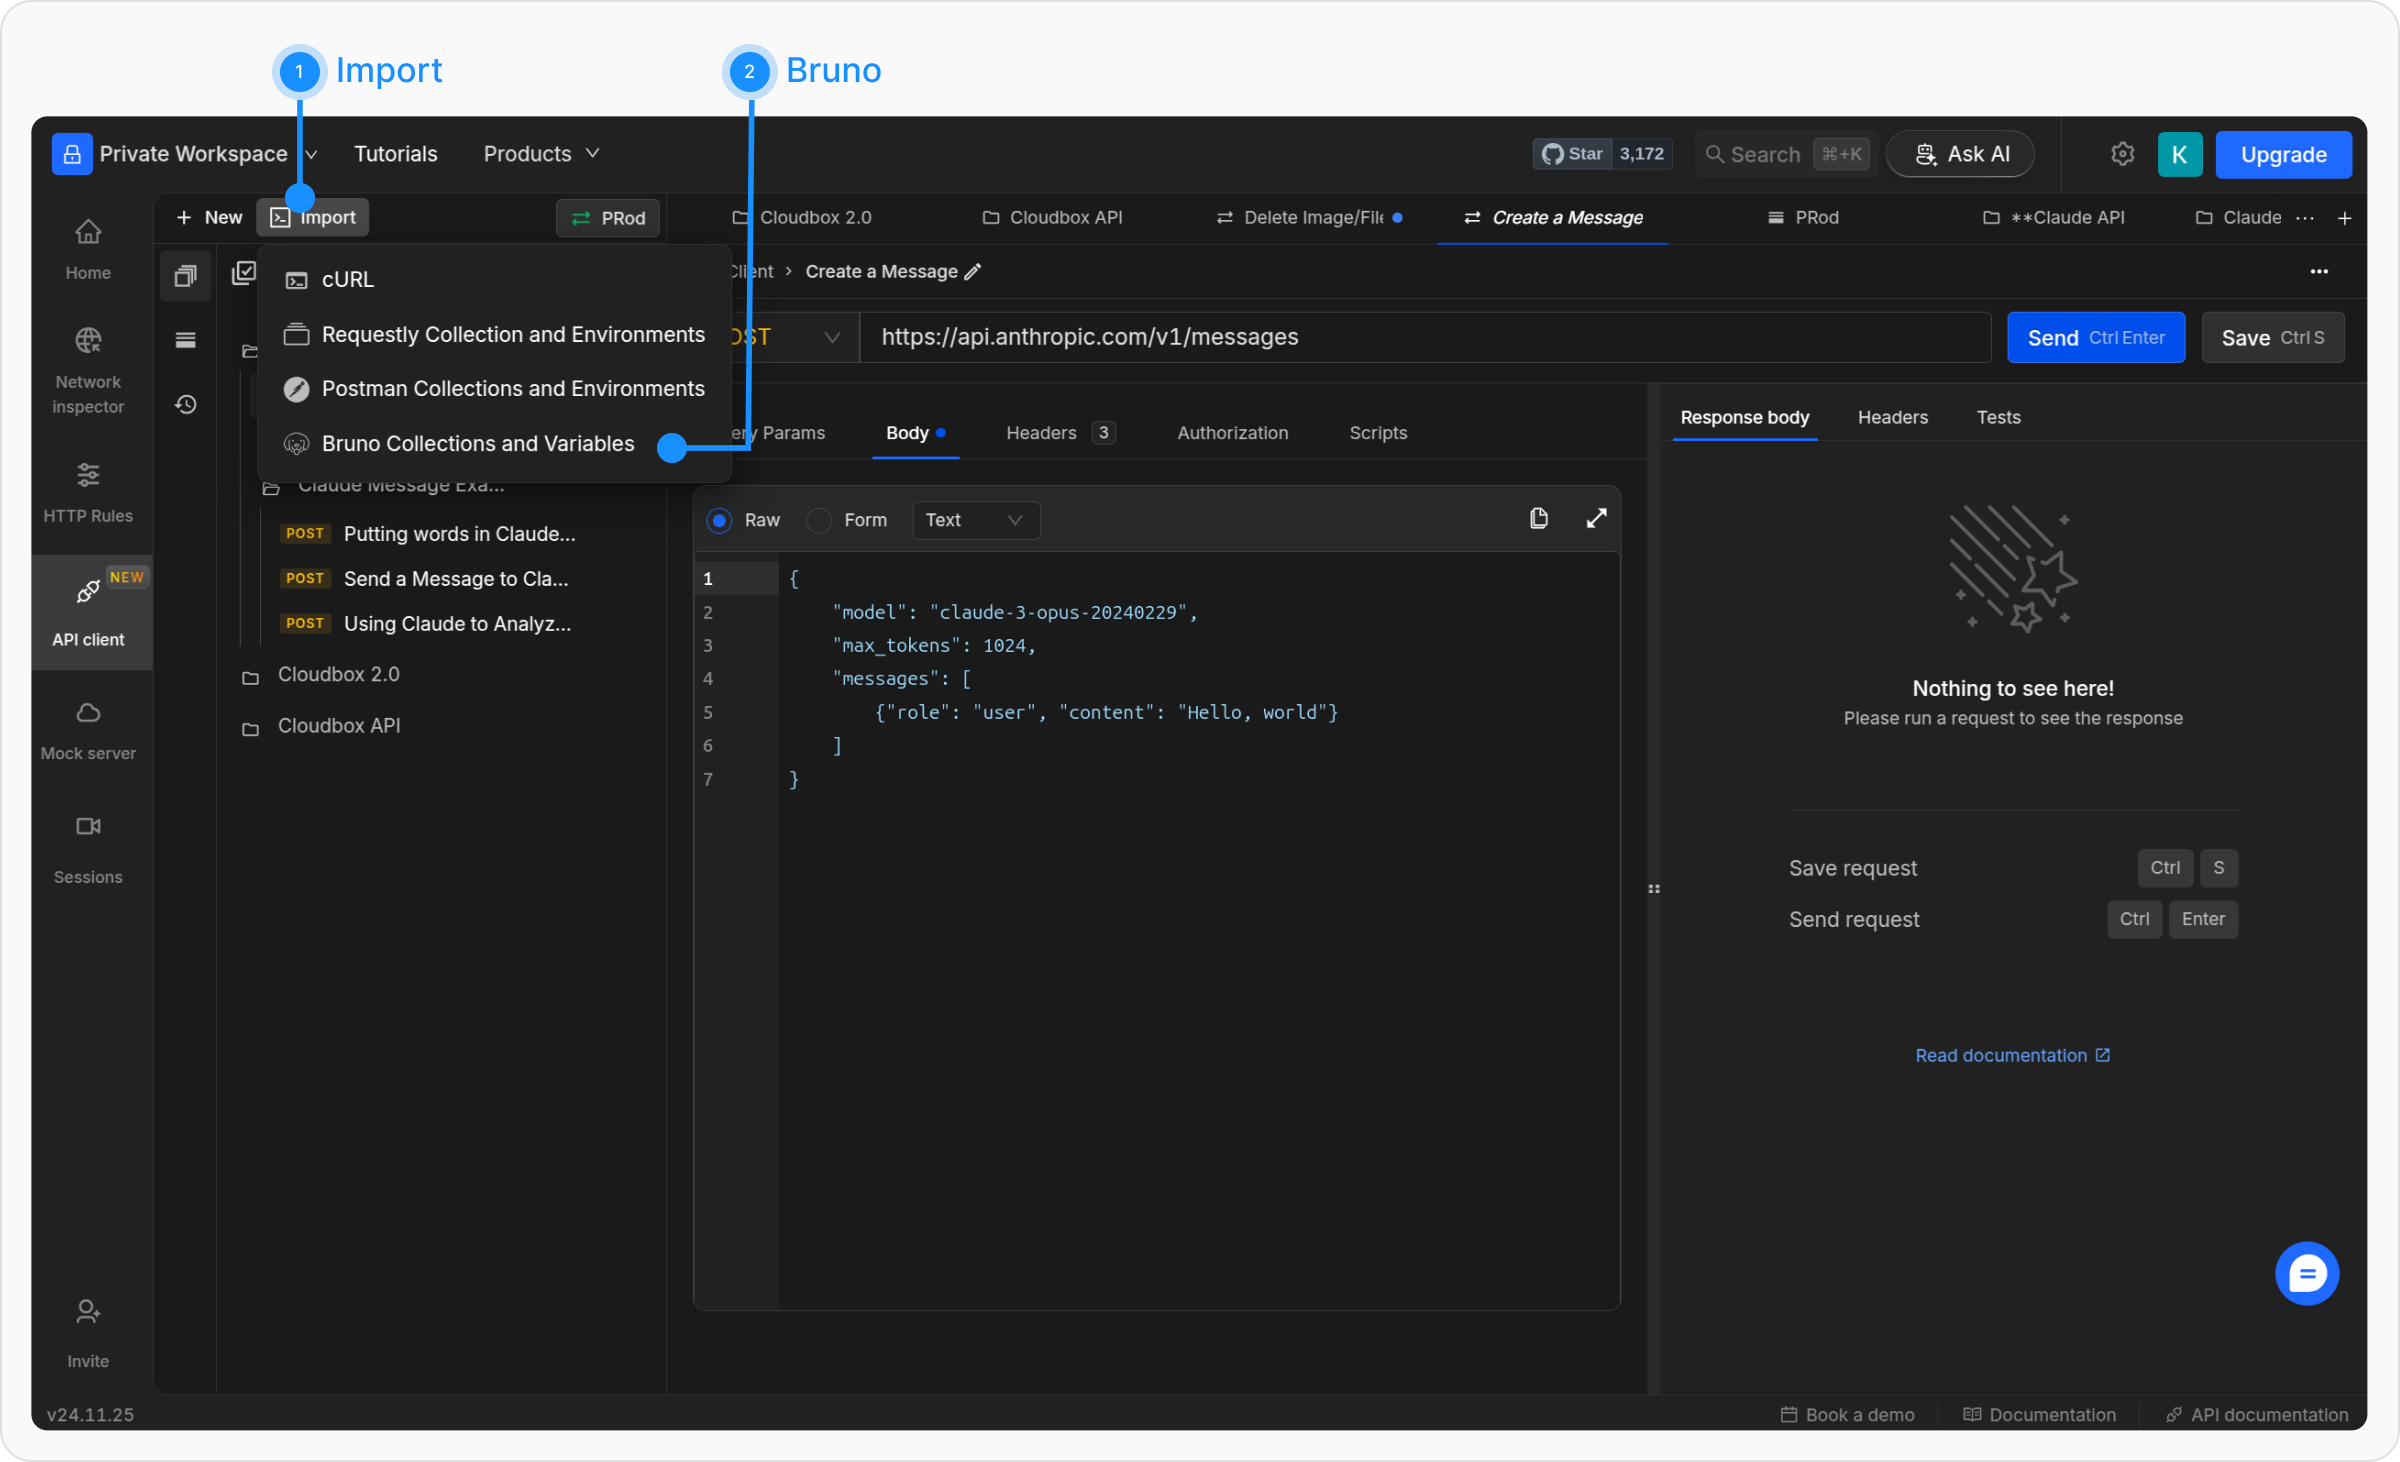 1 Import
2 Bruno
Private Workspace
Tutorials
Products
Star 3,172
Search ⌘+K
Ask AI
K
Upgrade
+ New
Import
PRod
Cloudbox 2.0
Cloudbox API
Delete Image/File
Create a Message
PRod
**Claude API
Claude ··· +
Home
Network
inspector
HTTP Rules
NEW
API client
Mock server
Sessions
Invite
v24.11.25
cURL
Requestly Collection and Environments
Postman Collections and Environments
Bruno Collections and Variables
Claude Message Exa...
POST Putting words in Claude...
POST Send a Message to Cla...
POST Using Claude to Analyz...
Cloudbox 2.0
Cloudbox API
Client › Create a Message
OST
https://api.anthropic.com/v1/messages
Send Ctrl Enter
Save Ctrl S
ery Params
Body
Headers 3
Authorization
Scripts
Raw
Form
Text
1 {
2 "model": "claude-3-opus-20240229",
3 "max_tokens": 1024,
4 "messages": [
5 {"role": "user", "content": "Hello, world"}
6 ]
7 }
Response body
Headers
Tests
Nothing to see here!
Please run a request to see the response
Save request Ctrl S
Send request Ctrl Enter
Read documentation
Book a demo
Documentation
API documentation